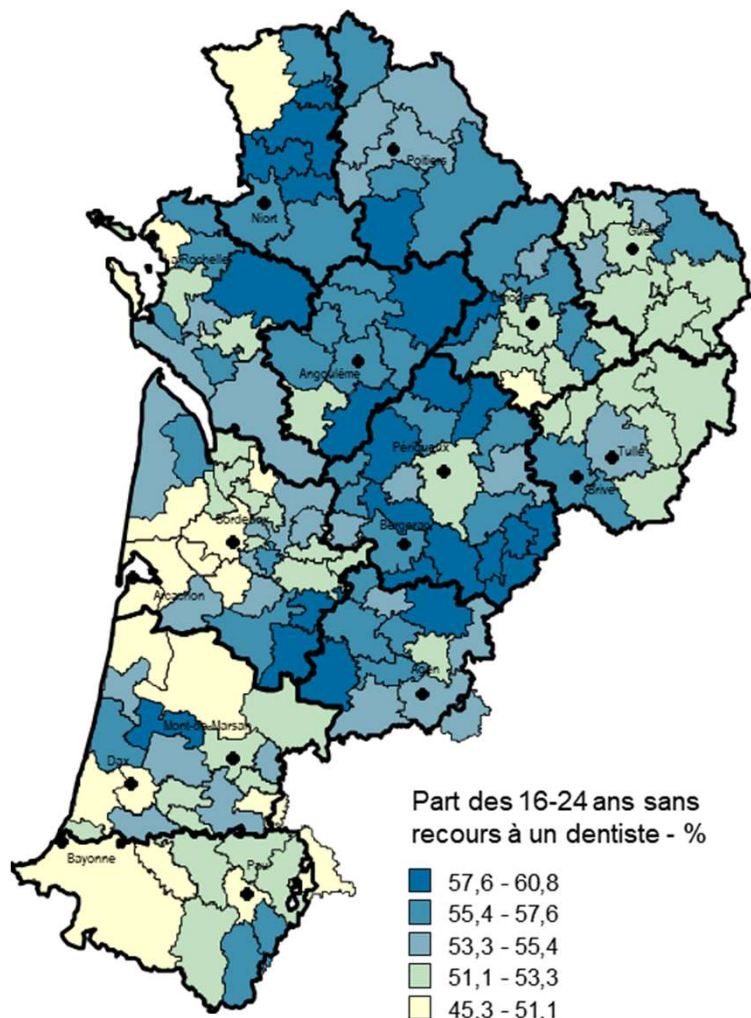 Poitiers
Niort
Guéret
La Rochelle
Limoges
Angoulême
Périgueux
Tulle
Brive
Bordeaux
Bergerac
Arcachon
Agen
Mont-de-Marsan
Dax
Part des 16-24 ans sans
recours à un dentiste - %
Bayonne
Pau
57,6 - 60,8
55,4 - 57,6
53,3 - 55,4
51,1 - 53,3
45,3 - 51,1